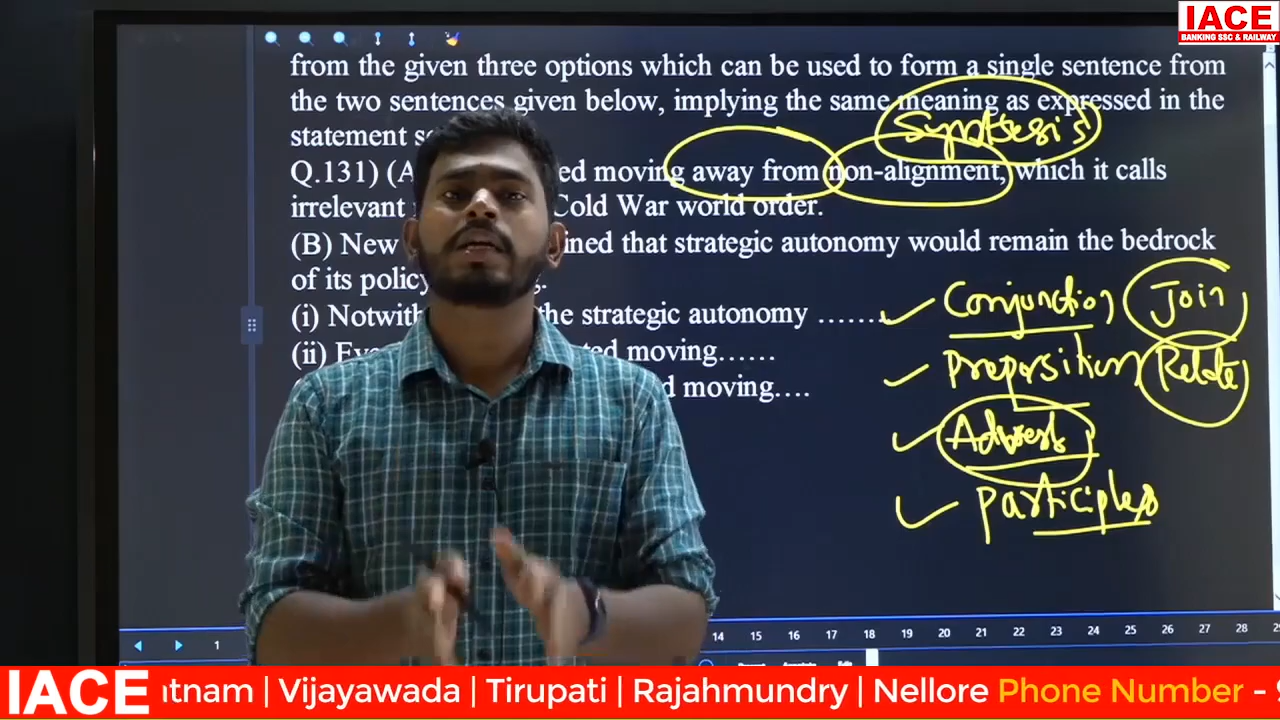 IACE
BANKING SSC & RAILWAY
from the given three options which can be used to form a single sentence from
the two sentences given below, implying the same meaning as expressed in the
statement
Synthesis
Q.131) (A ed moving away from non-alignment, which it calls
irrelevant Cold War world order.
(B) New ined that strategic autonomy would remain the bedrock
of its policy
(i) Notwith the strategic autonomy …….
Conjunction Join
(ii) Eve ted moving……
Preposition Relate
d moving….
Adverb
Participles
1 14 15 16 17 18 19 20 21 22 23 24 25 26 27 28
IACE
atnam | Vijayawada | Tirupati | Rajahmundry | Nellore Phone Number -